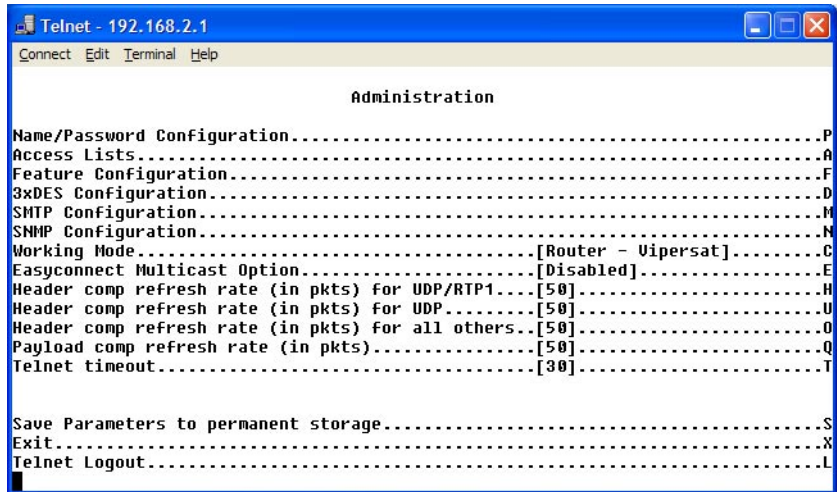 Telnet - 192.168.2.1
Connect Edit Terminal Help
Administration
Name/Password Configuration....................................................P
Access Lists...................................................................A
Feature Configuration..........................................................F
3xDES Configuration............................................................D
SMTP Configuration.............................................................M
SNMP Configuration.............................................................N
Working Mode.......................................[Router - Vipersat]........C
Easyconnect Multicast Option.......................[Disabled]..................E
Header comp refresh rate (in pkts) for UDP/RTP1....[50]........................H
Header comp refresh rate (in pkts) for UDP.........[50]........................U
Header comp refresh rate (in pkts) for all others..[50]........................O
Payload comp refresh rate (in pkts)................[50]........................Q
Telnet timeout.....................................[30]........................T
Save Parameters to permanent storage...........................................S
Exit...........................................................................X
Telnet Logout..................................................................L